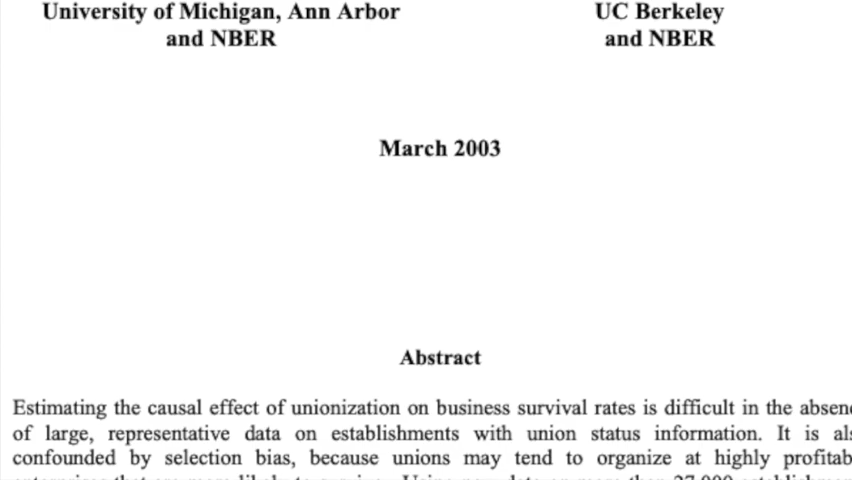 University of Michigan, Ann Arbor UC Berkeley
and NBER and NBER
March 2003
Abstract
Estimating the causal effect of unionization on business survival rates is difficult in the
of large, representative data on establishments with union status information. It is
confounded by selection bias, because unions may tend to organize at highly